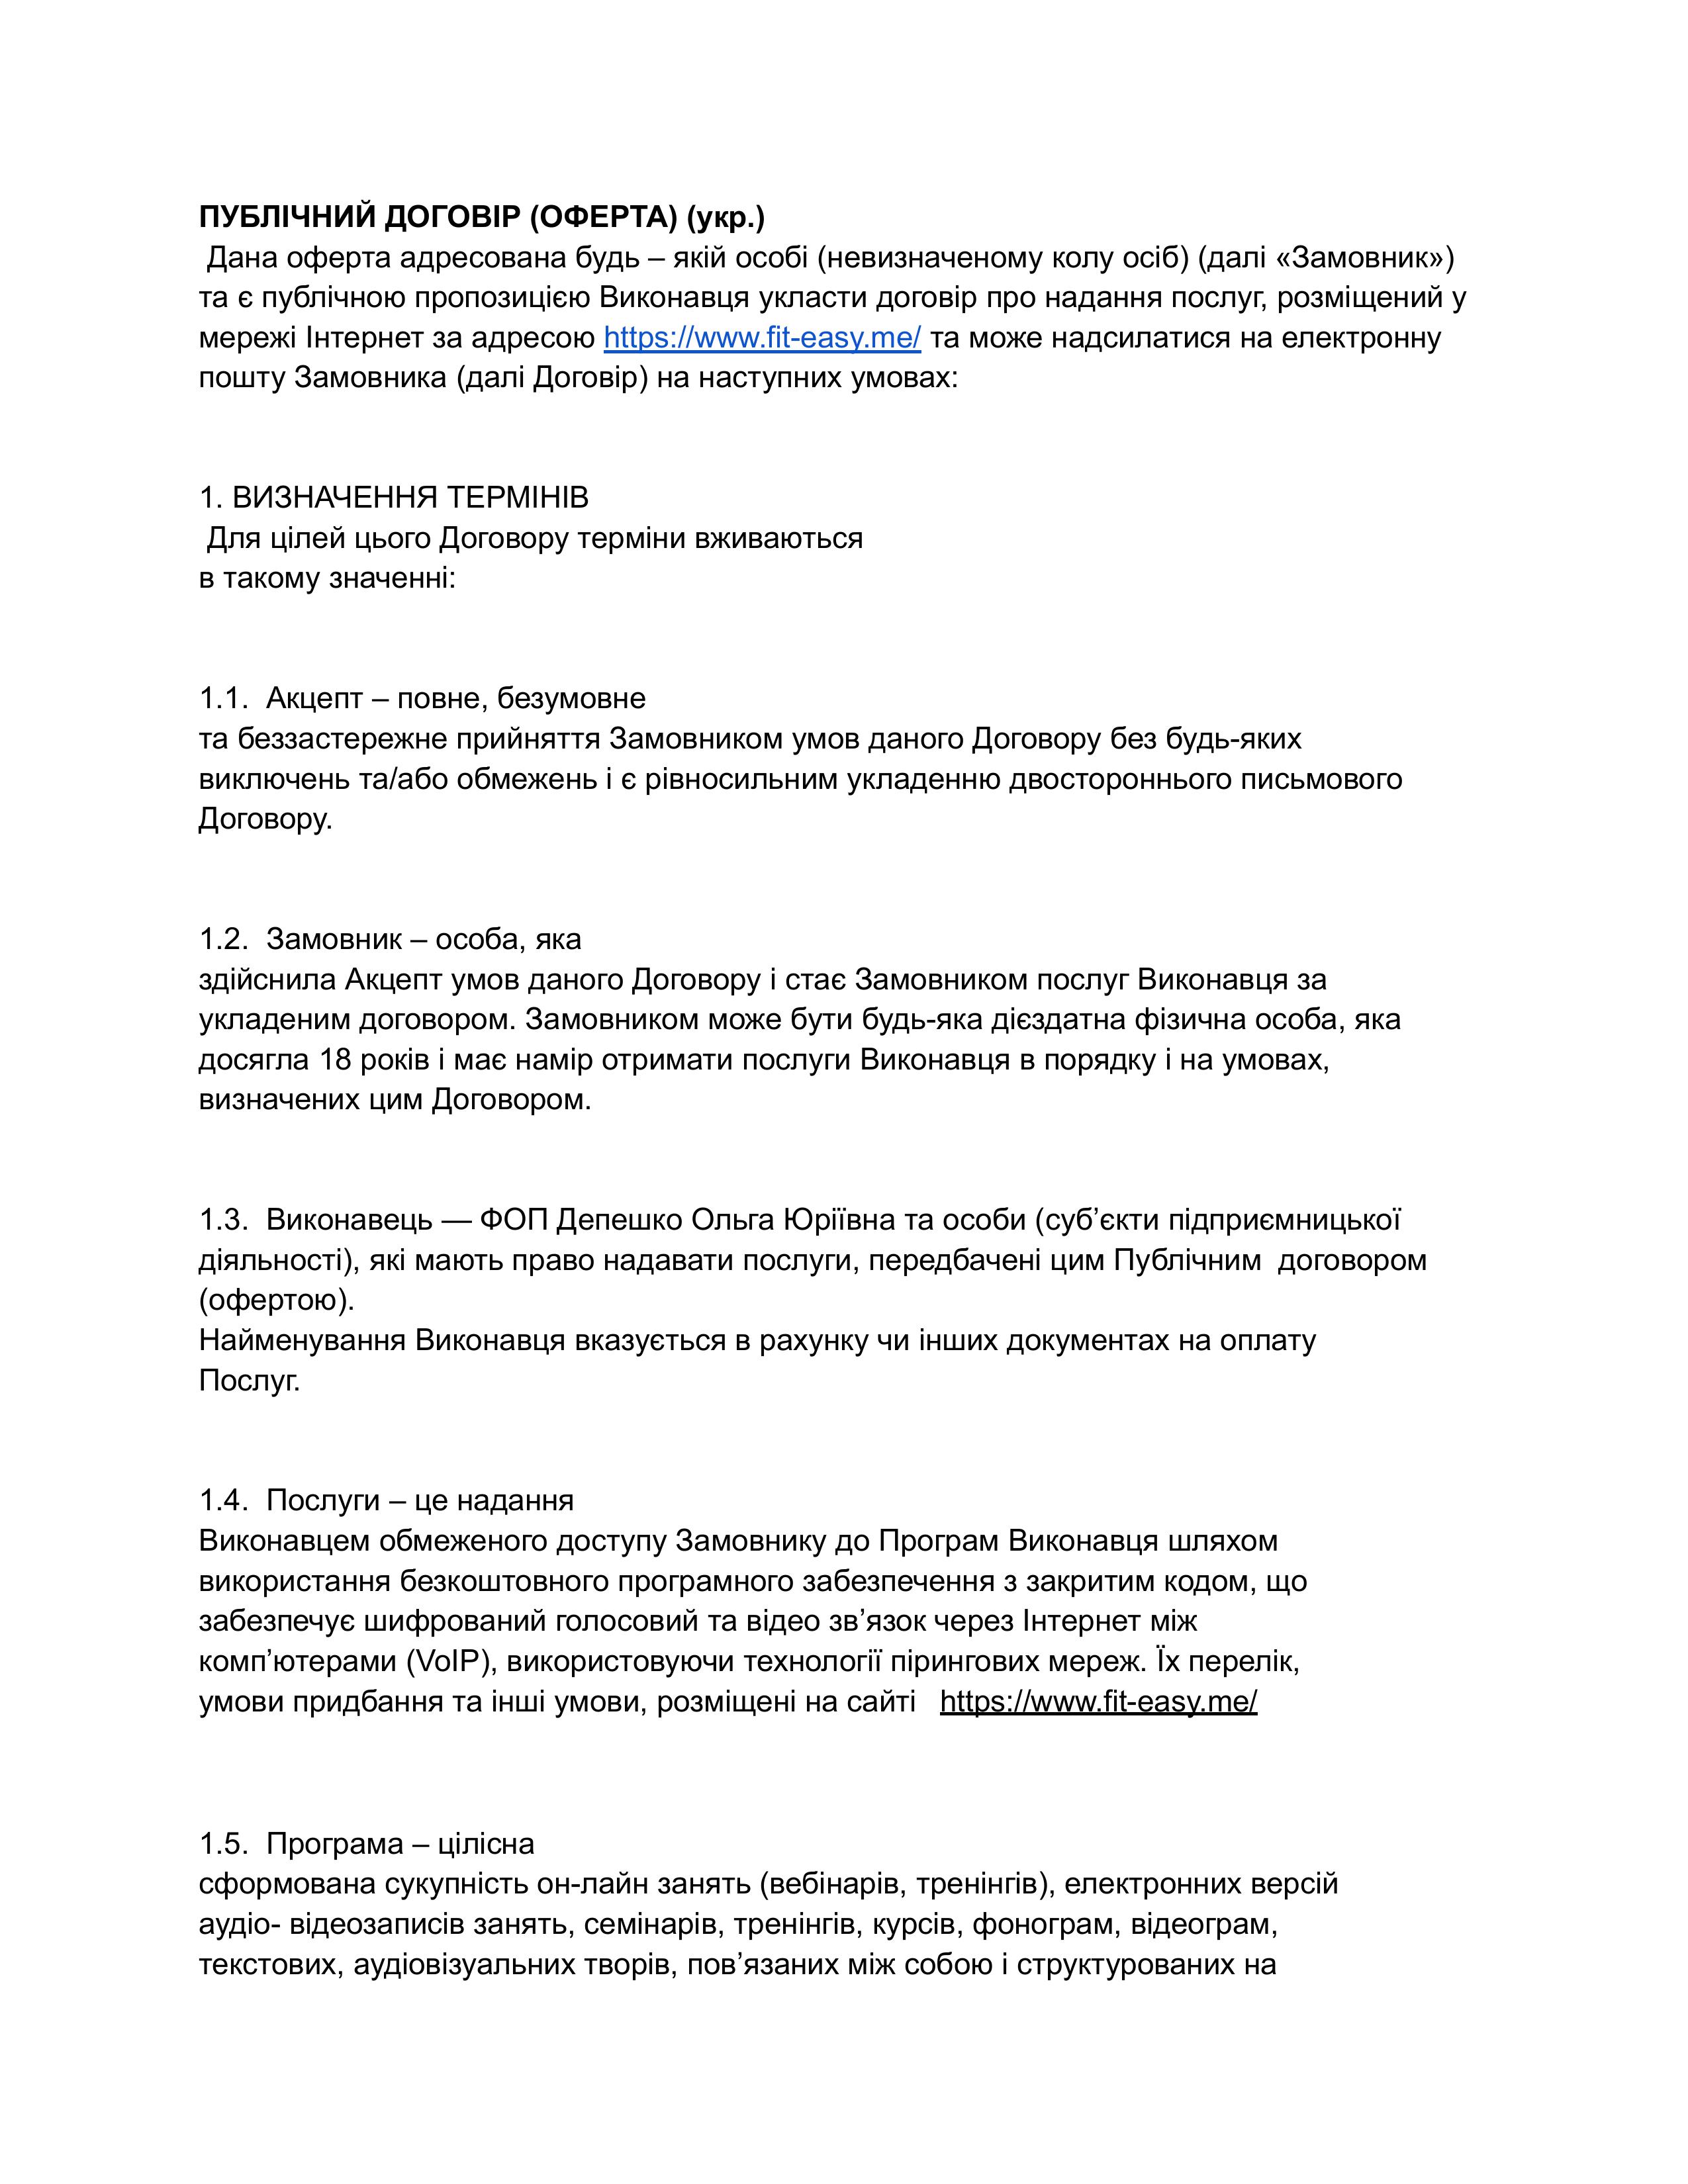 ПУБЛІЧНИЙ ДОГОВІР (ОФЕРТА) (укр.)
Дана оферта адресована будь – якій особі (невизначеному колу осіб) (далі «Замовник»)
та є публічною пропозицією Виконавця укласти договір про надання послуг, розміщений у
мережі Інтернет за адресою https://www.fit-easy.me/ та може надсилатися на електронну
пошту Замовника (далі Договір) на наступних умовах:
1. ВИЗНАЧЕННЯ ТЕРМІНІВ
Для цілей цього Договору терміни вживаються
в такому значенні:
1.1.  Акцепт – повне, безумовне
та беззастережне прийняття Замовником умов даного Договору без будь-яких
виключень та/або обмежень і є рівносильним укладенню двостороннього письмового
Договору.
1.2.  Замовник – особа, яка
здійснила Акцепт умов даного Договору і стає Замовником послуг Виконавця за
укладеним договором. Замовником може бути будь-яка дієздатна фізична особа, яка
досягла 18 років і має намір отримати послуги Виконавця в порядку і на умовах,
визначених цим Договором.
1.3.  Виконавець — ФОП Депешко Ольга Юріївна та особи (суб’єкти підприємницької
діяльності), які мають право надавати послуги, передбачені цим Публічним  договором
(офертою).
Найменування Виконавця вказується в рахунку чи інших документах на оплату
Послуг.
1.4.  Послуги – це надання
Виконавцем обмеженого доступу Замовнику до Програм Виконавця шляхом
використання безкоштовного програмного забезпечення з закритим кодом, що
забезпечує шифрований голосовий та відео зв’язок через Інтернет між
комп’ютерами (VoIP), використовуючи технології пірингових мереж. Їх перелік,
умови придбання та інші умови, розміщені на сайті   https://www.fit-easy.me/
1.5.  Програма – цілісна
сформована сукупність он-лайн занять (вебінарів, тренінгів), електронних версій
аудіо- відеозаписів занять, семінарів, тренінгів, курсів, фонограм, відеограм,
текстових, аудіовізуальних творів, пов’язаних між собою і структурованих на